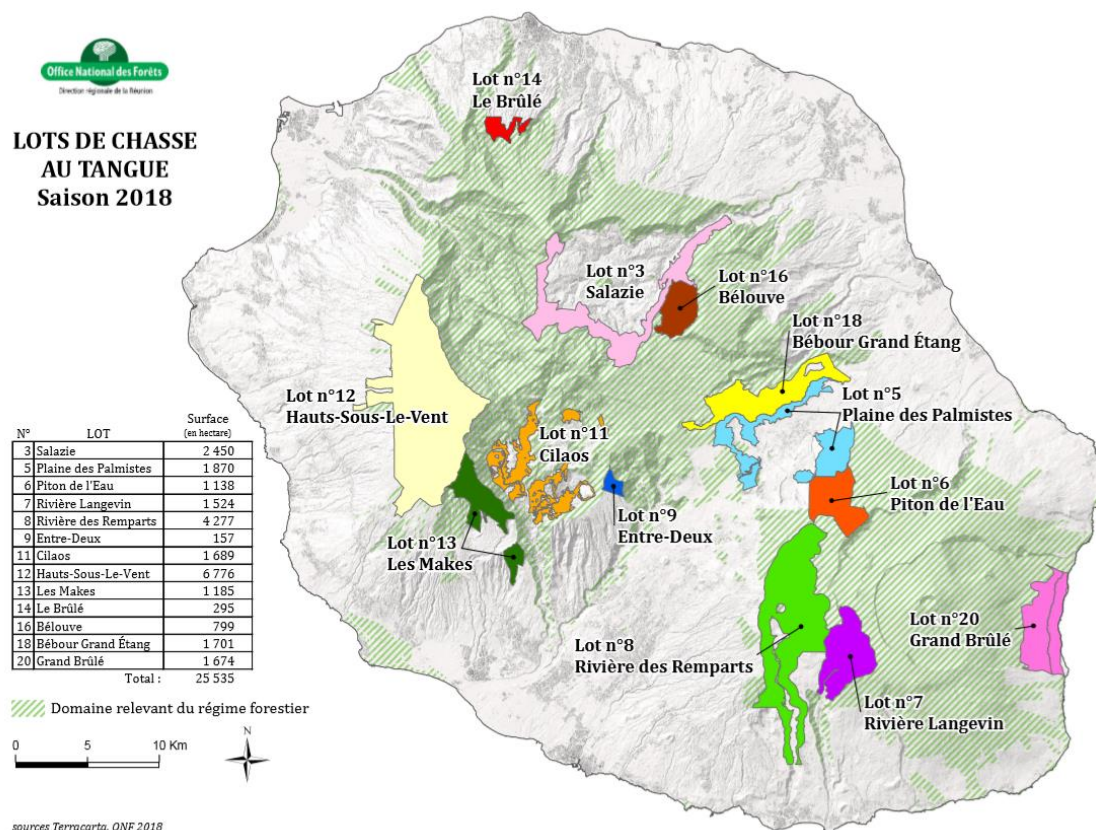 Office National des Forêts
Direction régionale de la Réunion
LOTS DE CHASSE
AU TANGUE
Saison 2018
Lot n°14
Le Brûlé
Lot n°3
Salazie
Lot n°16
Bélouve
Lot n°18
Bébour Grand Étang
Lot n°12
Hauts-Sous-Le-Vent
Lot n°5
Plaine des Palmistes
Lot n°11
Cilaos
Lot n°6
Piton de l'Eau
Lot n°9
Entre-Deux
Lot n°13
Les Makes
Lot n°20
Grand Brûlé
Lot n°8
Rivière des Remparts
Lot n°7
Rivière Langevin
N° LOT Surface (en hectare)
3 Salazie 2 450
5 Plaine des Palmistes 1 870
6 Piton de l'Eau 1 138
7 Rivière Langevin 1 524
8 Rivière des Remparts 4 277
9 Entre-Deux 157
11 Cilaos 1 689
12 Hauts-Sous-Le-Vent 6 776
13 Les Makes 1 185
14 Le Brûlé 295
16 Bélouve 799
18 Bébour Grand Étang 1 701
20 Grand Brûlé 1 674
Total : 25 535
Domaine relevant du régime forestier
0 5 10 Km
N
sources Terracarta, ONF 2018